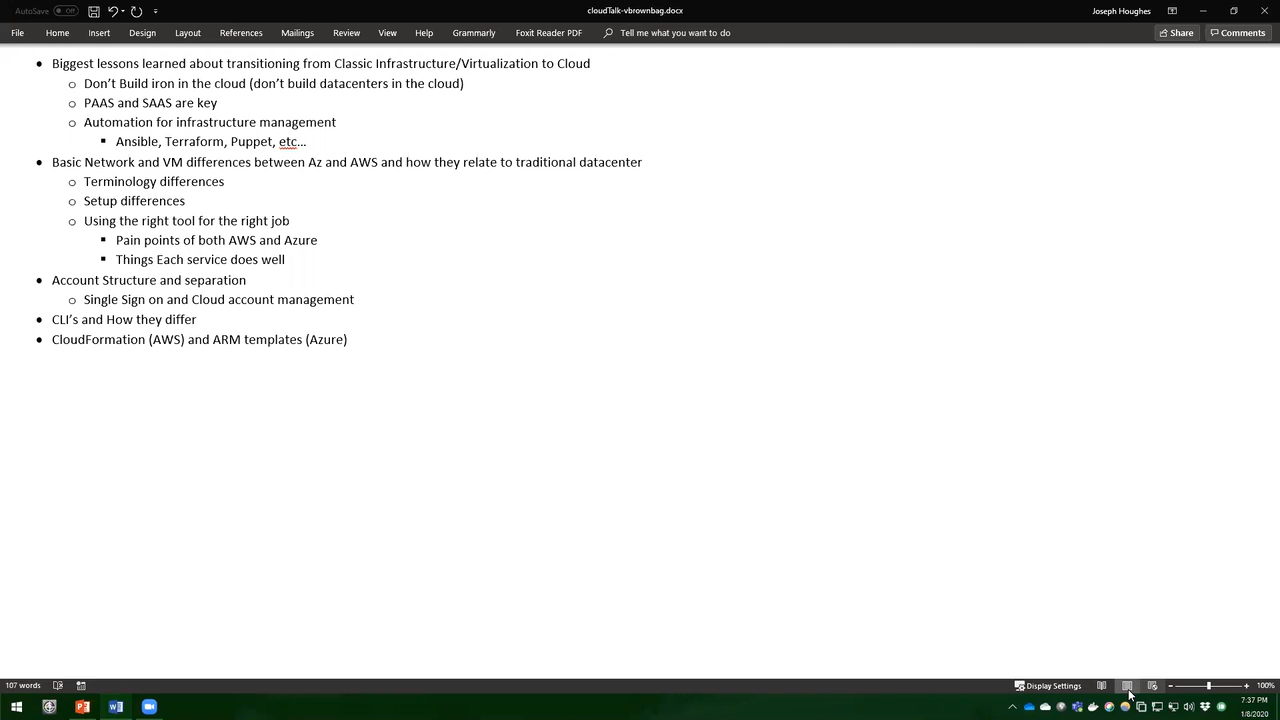 AutoSave Off cloudTalk-vbrownbag.docx Joseph Houghes
File Home Insert Design Layout References Mailings Review View Help Grammarly Foxit Reader PDF Tell me what you want to do Share Comments
• Biggest lessons learned about transitioning from Classic Infrastructure/Virtualization to Cloud
o Don’t Build iron in the cloud (don’t build datacenters in the cloud)
o PAAS and SAAS are key
o Automation for infrastructure management
▪ Ansible, Terraform, Puppet, etc…
• Basic Network and VM differences between Az and AWS and how they relate to traditional datacenter
o Terminology differences
o Setup differences
o Using the right tool for the right job
▪ Pain points of both AWS and Azure
▪ Things Each service does well
• Account Structure and separation
o Single Sign on and Cloud account management
• CLI’s and How they differ
• CloudFormation (AWS) and ARM templates (Azure)
107 words Display Settings 100%
7:37 PM
1/8/2020